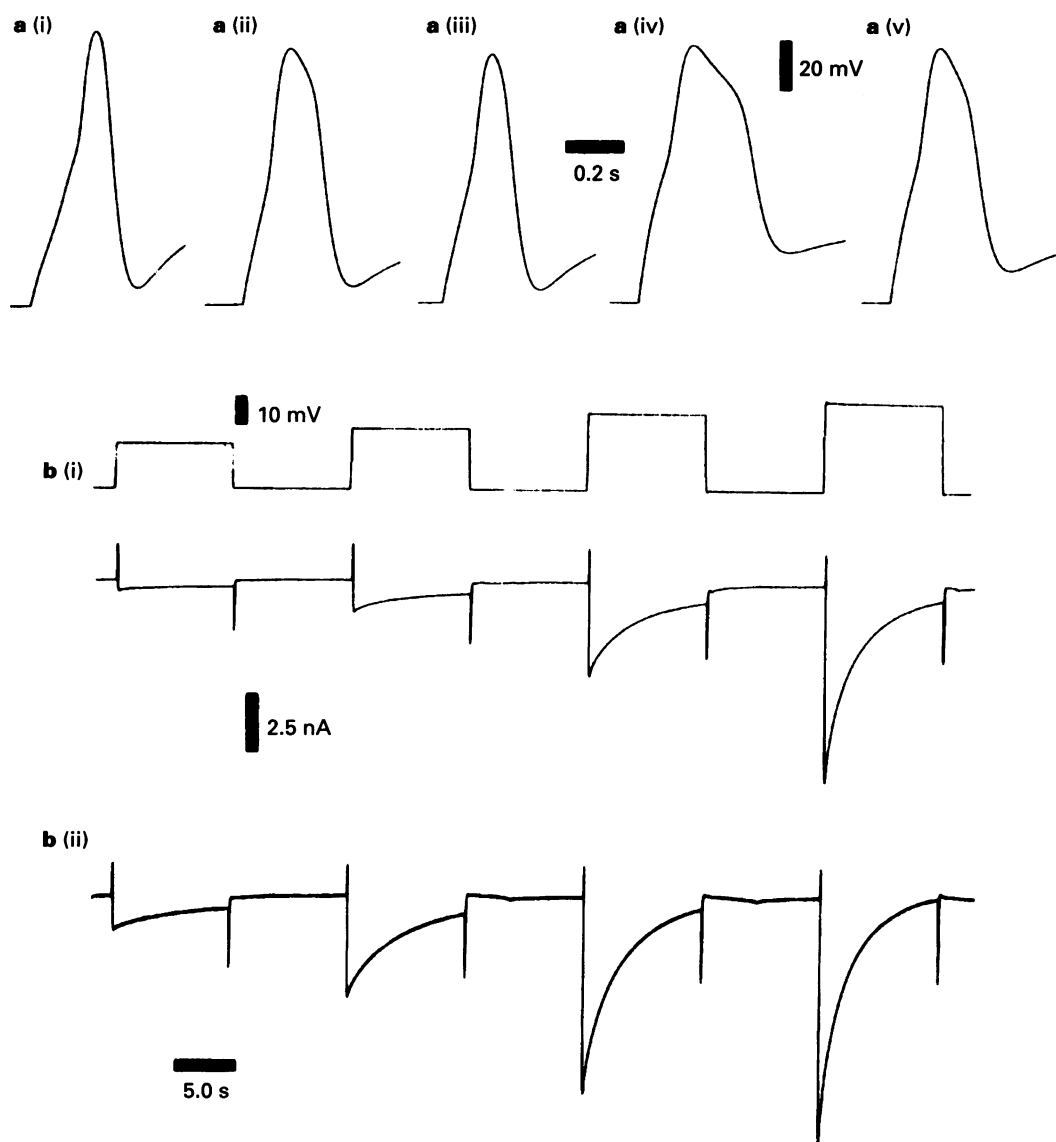 a (i)
a (ii)
a (iii)
a (iv)
a (v)
20 mV
0.2 s
10 mV
b (i)
2.5 nA
b (ii)
5.0 s